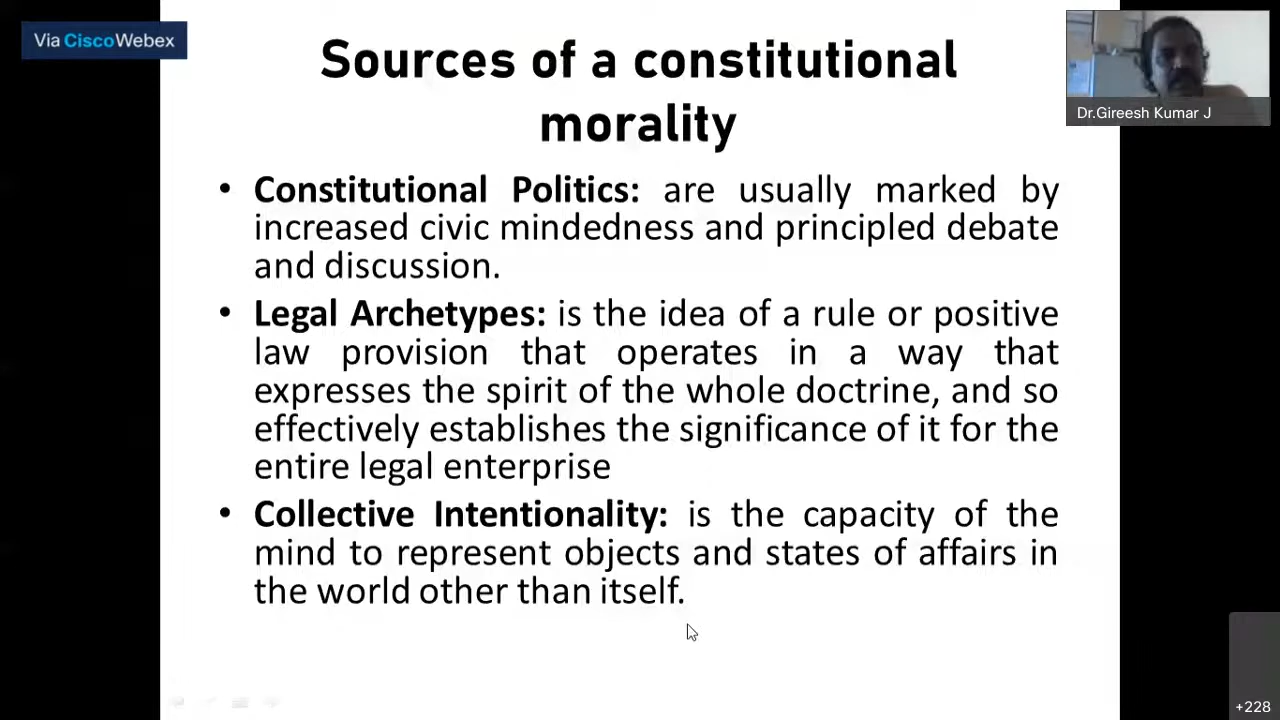 Via CiscoWebex
Sources of a constitutional
morality
Dr.Gireesh Kumar J
• Constitutional Politics: are usually marked by
increased civic mindedness and principled debate
and discussion.
• Legal Archetypes: is the idea of a rule or positive
law provision that operates in a way that
expresses the spirit of the whole doctrine, and so
effectively establishes the significance of it for the
entire legal enterprise
• Collective Intentionality: is the capacity of the
mind to represent objects and states of affairs in
the world other than itself.
+228